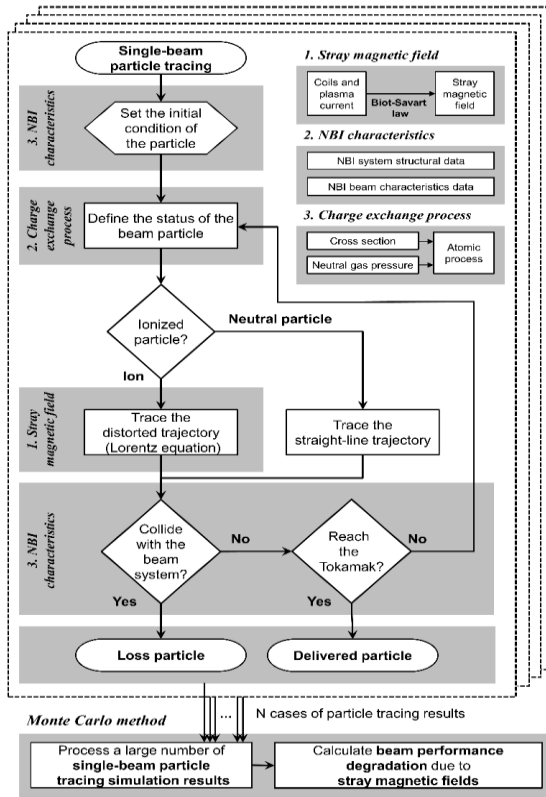 Single-beam
particle tracing
3. NBI
characteristics
Set the initial
condition of
the particle
2. Charge
exchange
process
Define the status of the
beam particle
Ionized
particle?
Neutral particle
Ion
1. Stray
magnetic field
Trace the
distorted trajectory
(Lorentz equation)
Trace the
straight-line trajectory
3. NBI
characteristics
Collide
with the
beam
system?
No
Reach
the
Tokamak?
No
Yes
Yes
Loss particle
Delivered particle
1. Stray magnetic field
Coils and
plasma
current
Biot-Savart
law
Stray
magnetic
field
2. NBI characteristics
NBI system structural data
NBI beam characteristics data
3. Charge exchange process
Cross section
Neutral gas pressure
Atomic
process
... N cases of particle tracing results
Monte Carlo method
Process a large number of
single-beam particle
tracing simulation results
Calculate beam performance
degradation due to
stray magnetic fields